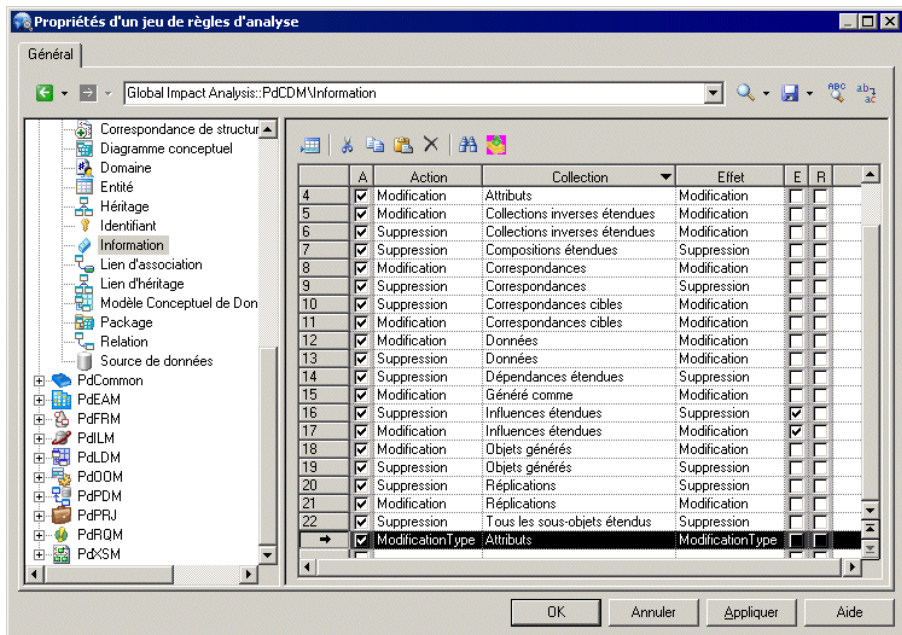 Propriétés d'un jeu de règles d'analyse
Général
Global Impact Analysis::PdCDM\Information
ABC
ab
ac
Correspondance de structur
Diagramme conceptuel
Domaine
Entité
Héritage
Identifiant
Information
Lien d'association
Lien d'héritage
Modèle Conceptuel de Don
Package
Relation
Source de données
PdCommon
PdEAM
PdFRM
PdILM
PdLDM
PdOOM
PdPDM
PdPRJ
PdRQM
PdXSM
A Action Collection Effet E R
4 Modification Attributs Modification
5 Modification Collections inverses étendues Modification
6 Suppression Collections inverses étendues Modification
7 Suppression Compositions étendues Suppression
8 Modification Correspondances Modification
9 Suppression Correspondances Suppression
10 Suppression Correspondances cibles Modification
11 Modification Correspondances cibles Modification
12 Modification Données Modification
13 Suppression Données Modification
14 Suppression Dépendances étendues Suppression
15 Modification Généré comme Modification
16 Suppression Influences étendues Suppression
17 Modification Influences étendues Modification
18 Modification Objets générés Modification
19 Suppression Objets générés Suppression
20 Suppression Réplications Suppression
21 Modification Réplications Modification
22 Suppression Tous les sous-objets étendus Suppression
ModificationType Attributs ModificationType
OK Annuler Appliquer Aide